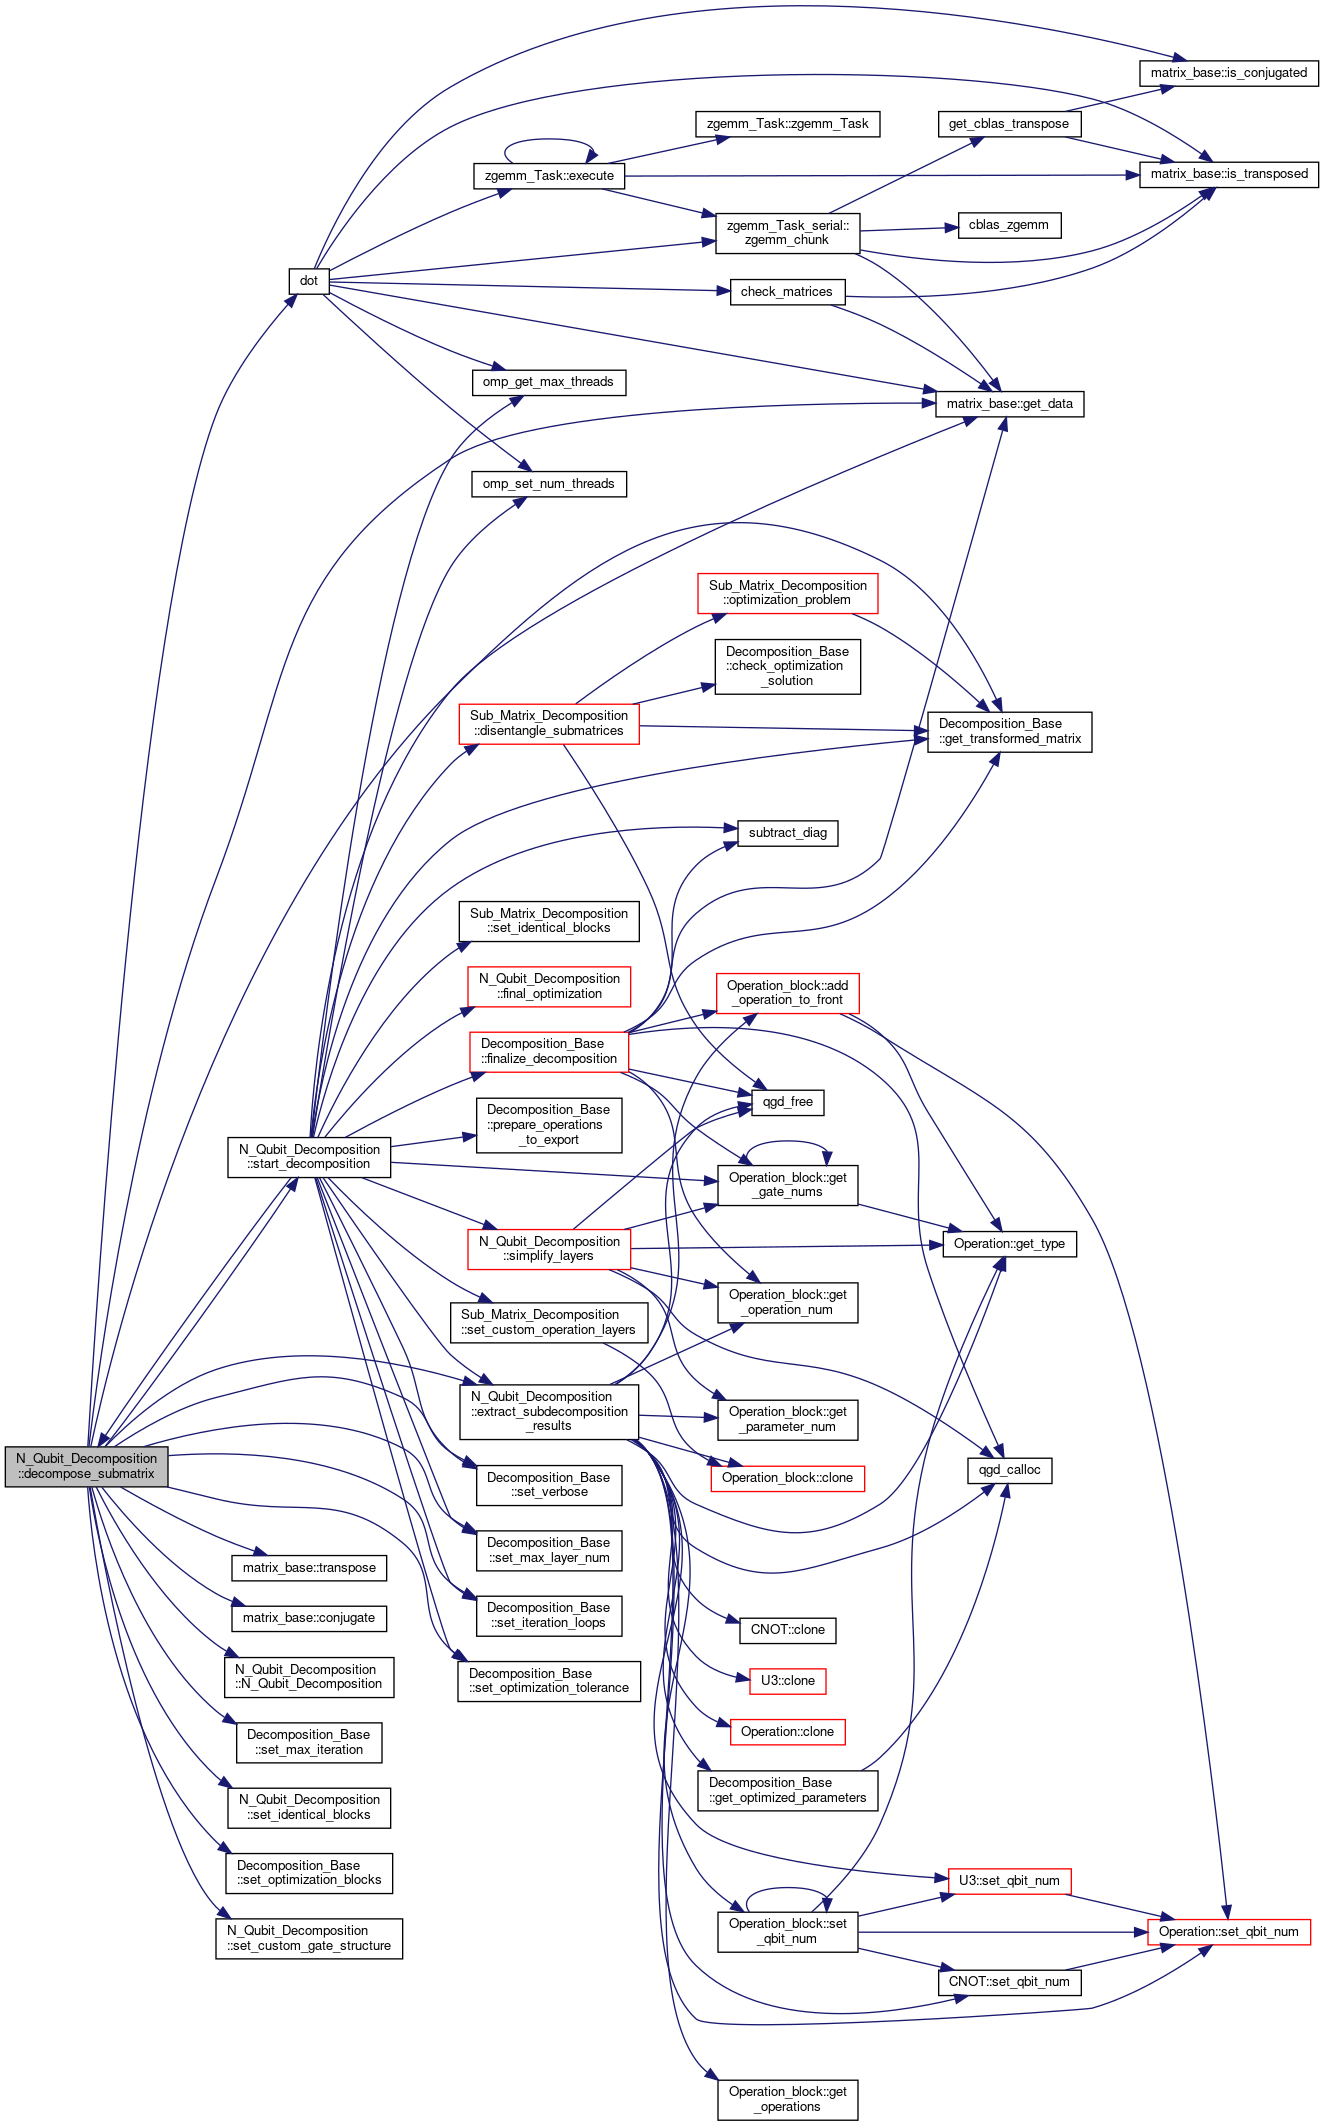 matrix_base::is_conjugated
zgemm_Task::zgemm_Task
get_cblas_transpose
zgemm_Task::execute
matrix_base::is_transposed
zgemm_Task_serial::
zgemm_chunk
cblas_zgemm
dot
check_matrices
omp_get_max_threads
matrix_base::get_data
omp_set_num_threads
Sub_Matrix_Decomposition
::optimization_problem
Decomposition_Base
::check_optimization
_solution
Sub_Matrix_Decomposition
::disentangle_submatrices
Decomposition_Base
::get_transformed_matrix
subtract_diag
Sub_Matrix_Decomposition
::set_identical_blocks
N_Qubit_Decomposition
::final_optimization
Operation_block::add
_operation_to_front
Decomposition_Base
::finalize_decomposition
qgd_free
Decomposition_Base
::prepare_operations
_to_export
N_Qubit_Decomposition
::start_decomposition
Operation_block::get
_gate_nums
N_Qubit_Decomposition
::simplify_layers
Operation::get_type
Operation_block::get
_operation_num
Sub_Matrix_Decomposition
::set_custom_operation_layers
N_Qubit_Decomposition
::extract_subdecomposition
_results
Operation_block::get
_parameter_num
N_Qubit_Decomposition
::decompose_submatrix
Operation_block::clone
qgd_calloc
Decomposition_Base
::set_verbose
Decomposition_Base
::set_max_layer_num
matrix_base::transpose
matrix_base::conjugate
Decomposition_Base
::set_iteration_loops
CNOT::clone
N_Qubit_Decomposition
::N_Qubit_Decomposition
Decomposition_Base
::set_optimization_tolerance
U3::clone
Decomposition_Base
::set_max_iteration
Operation::clone
Decomposition_Base
::get_optimized_parameters
N_Qubit_Decomposition
::set_identical_blocks
Decomposition_Base
::set_optimization_blocks
U3::set_qbit_num
N_Qubit_Decomposition
::set_custom_gate_structure
Operation_block::set
_qbit_num
Operation::set_qbit_num
CNOT::set_qbit_num
Operation_block::get
_operations